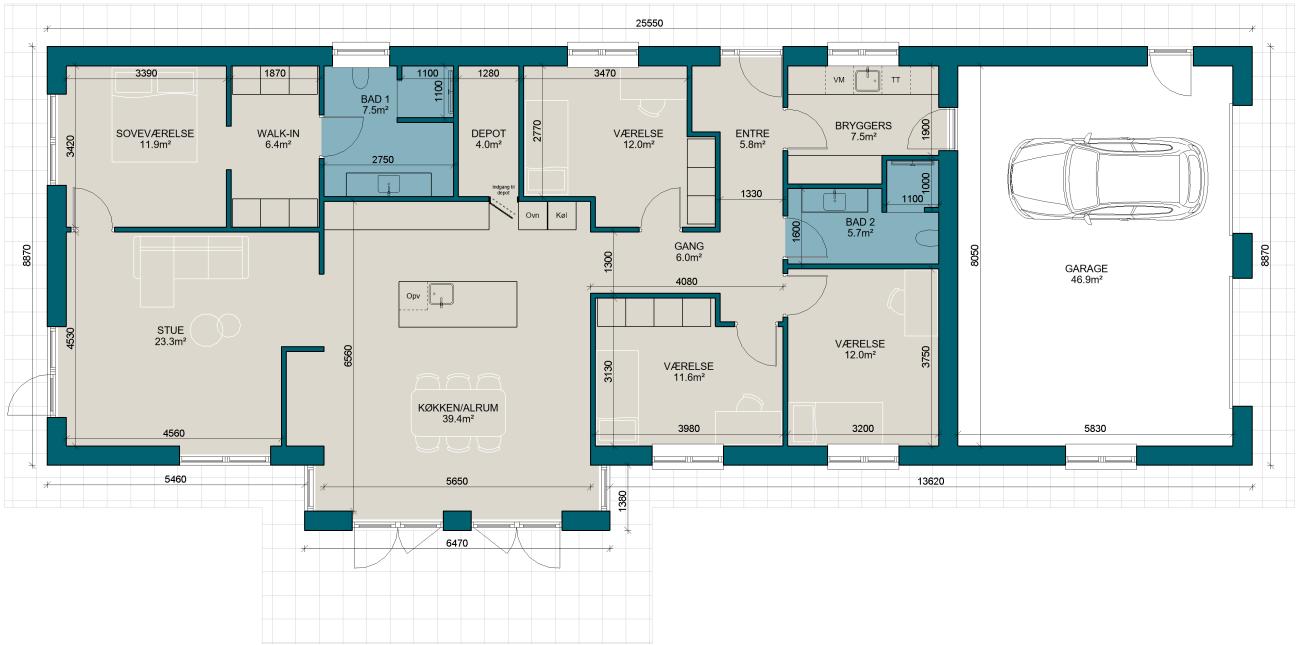 25550
3390
1870
1100
1280
3470
VM
TT
1100
BAD 1
7.5m²
2770
SOVEVÆRELSE
11.9m²
WALK-IN
6.4m²
DEPOT
4.0m²
VÆRELSE
12.0m²
ENTRE
5.8m²
BRYGGERS
7.5m²
1900
3420
2750
Indgang til
depot
1330
1000
1100
Ovn
Køl
BAD 2
5.7m²
1600
8870
GANG
6.0m²
1300
4080
8050
8870
GARAGE
46.9m²
Opv
STUE
23.3m²
4530
6560
VÆRELSE
12.0m²
3750
VÆRELSE
11.6m²
3130
KØKKEN/ALRUM
39.4m²
4560
3980
3200
5830
5460
5650
1380
13620
6470